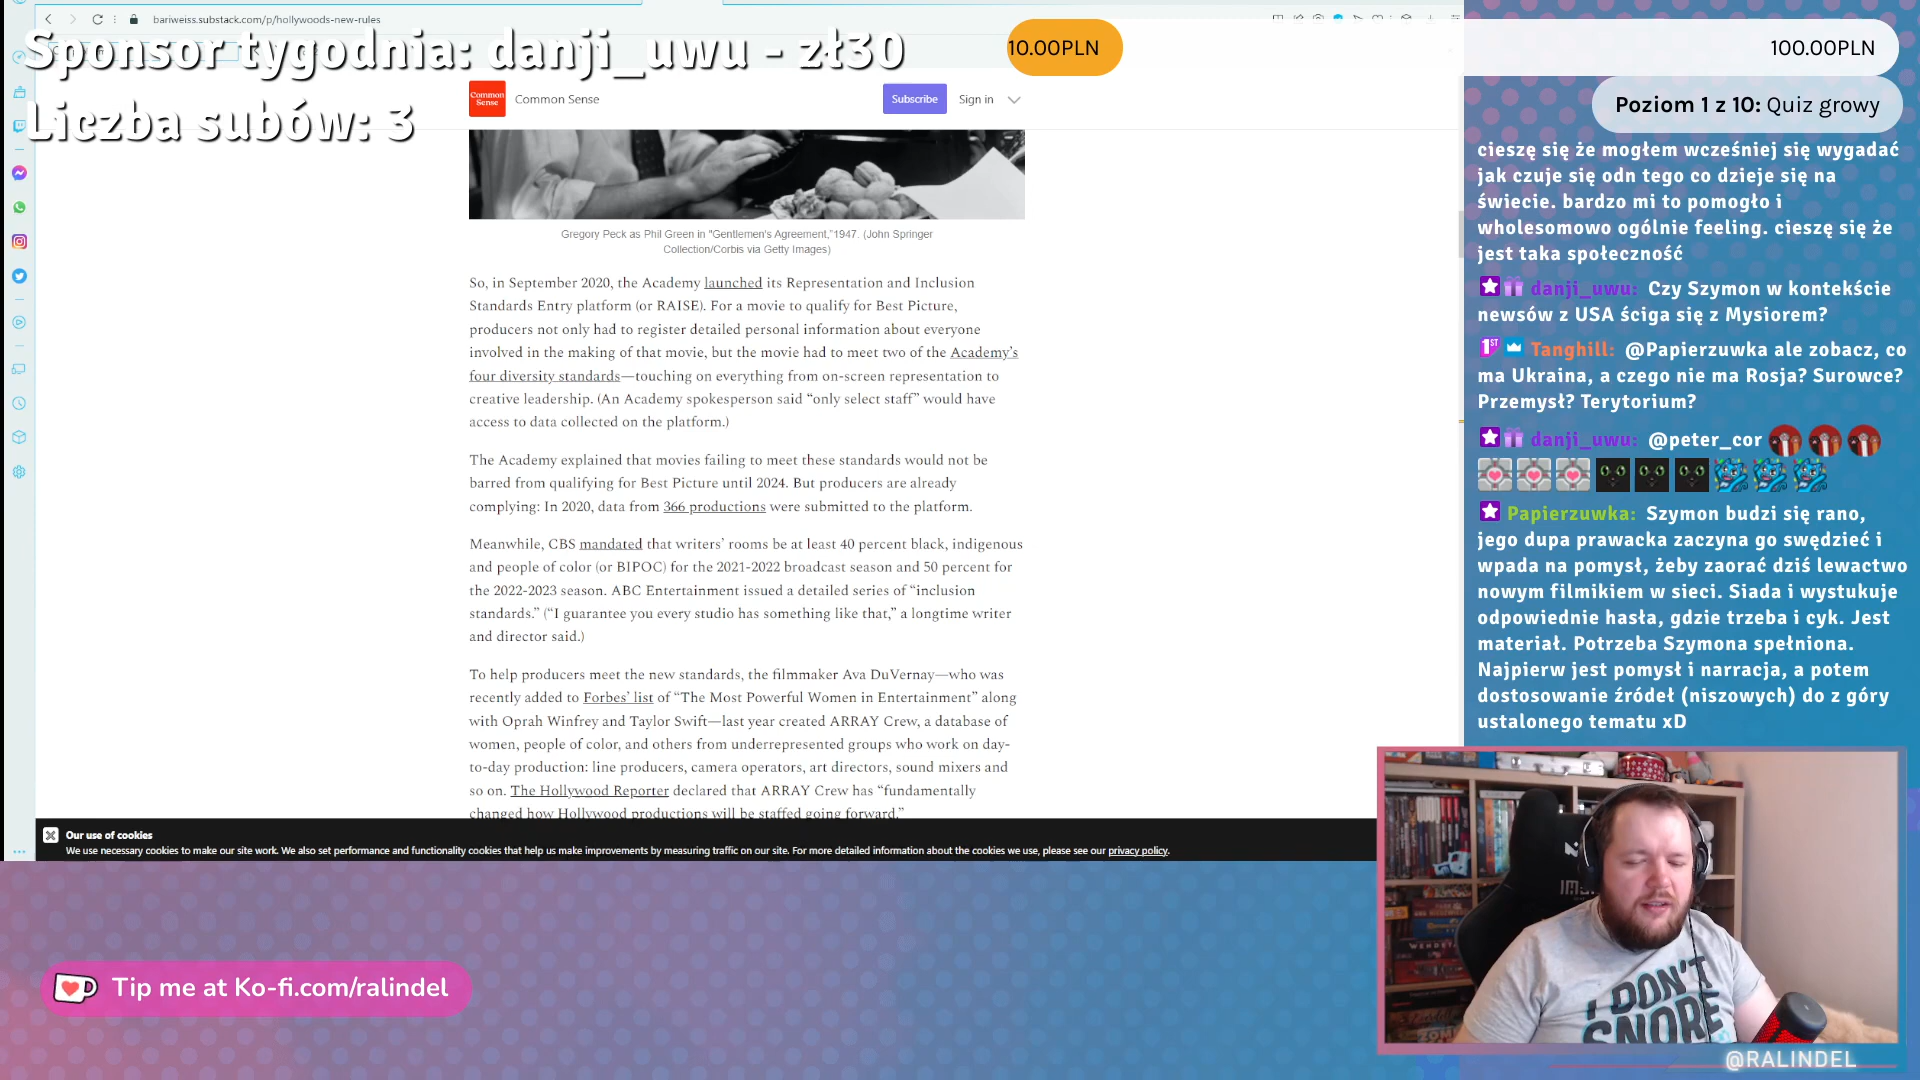 bariweiss.substack.com/p/hollywoods-new-rules
Sponsor tygodnia: danji_uwu - zł30
Liczba subów: 3
10.00PLN
100.00PLN
Poziom 1 z 10: Quiz growy
Common Sense
Common Sense
Subscribe
Sign in
Gregory Peck as Phil Green in "Gentlemen's Agreement,"1947. (John Springer
Collection/Corbis via Getty Images)
So, in September 2020, the Academy launched its Representation and Inclusion
Standards Entry platform (or RAISE). For a movie to qualify for Best Picture,
producers not only had to register detailed personal information about everyone
involved in the making of that movie, but the movie had to meet two of the Academy's
four diversity standards—touching on everything from on-screen representation to
creative leadership. (An Academy spokesperson said “only select staff” would have
access to data collected on the platform.)
The Academy explained that movies failing to meet these standards would not be
barred from qualifying for Best Picture until 2024. But producers are already
complying: In 2020, data from 366 productions were submitted to the platform.
Meanwhile, CBS mandated that writers’ rooms be at least 40 percent black, indigenous
and people of color (or BIPOC) for the 2021-2022 broadcast season and 50 percent for
the 2022-2023 season. ABC Entertainment issued a detailed series of “inclusion
standards.” (“I guarantee you every studio has something like that,” a longtime writer
and director said.)
To help producers meet the new standards, the filmmaker Ava DuVernay—who was
recently added to Forbes’ list of “The Most Powerful Women in Entertainment” along
with Oprah Winfrey and Taylor Swift—last year created ARRAY Crew, a database of
women, people of color, and others from underrepresented groups who work on day-
to-day production: line producers, camera operators, art directors, sound mixers and
so on. The Hollywood Reporter declared that ARRAY Crew has “fundamentally
changed how Hollywood productions will be staffed going forward.”
Our use of cookies
We use necessary cookies to make our site work. We also set performance and functionality cookies that help us make improvements by measuring traffic on our site. For more detailed information about the cookies we use, please see our privacy policy.
cieszę się że mogłem wcześniej się wygadać
jak czuje się odn tego co dzieje się na
świecie. bardzo mi to pomogło i
wholesomowo ogólnie feeling. cieszę się że
jest taka społeczność
danji_uwu: Czy Szymon w kontekście
newsów z USA ściga się z Mysiorem?
1ST Tanghill: @Papierzuwka ale zobacz, co
ma Ukraina, a czego nie ma Rosja? Surowce?
Przemysł? Terytorium?
danji_uwu: @peter_cor
Papierzuwka: Szymon budzi się rano,
jego dupa prawacka zaczyna go swędzieć i
wpada na pomysł, żeby zaorać dziś lewactwo
nowym filmikiem w sieci. Siada i wystukuje
odpowiednie hasła, gdzie trzeba i cyk. Jest
materiał. Potrzeba Szymona spełniona.
Najpierw jest pomysł i narracja, a potem
dostosowanie źródeł (niszowych) do z góry
ustalonego tematu xD
Tip me at Ko-fi.com/ralindel
I DON'T
SNORE
@RALINDEL